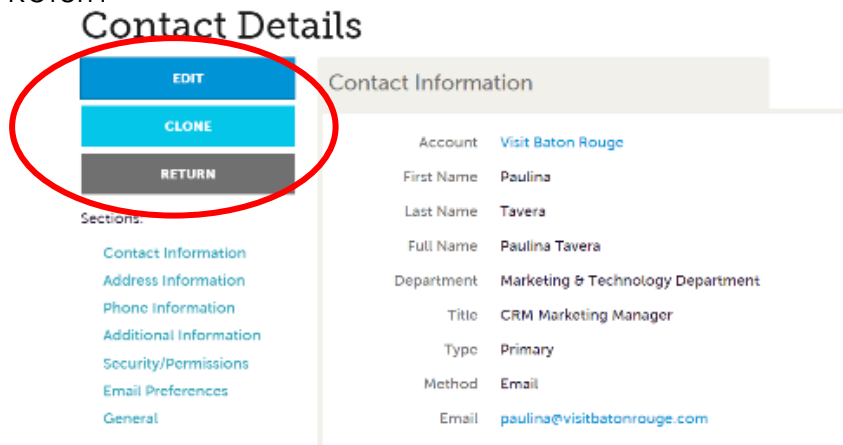 Contact Details
EDIT
CLONE
RETURN
Sections:
Contact Information
Address Information
Phone Information
Additional Information
Security/Permissions
Email Preferences
General
Contact Information
Account Visit Baton Rouge
First Name Paulina
Last Name Tavera
Full Name Paulina Tavera
Department Marketing & Technology Department
Title CRM Marketing Manager
Type Primary
Method Email
Email paulina@visitbatonrouge.com